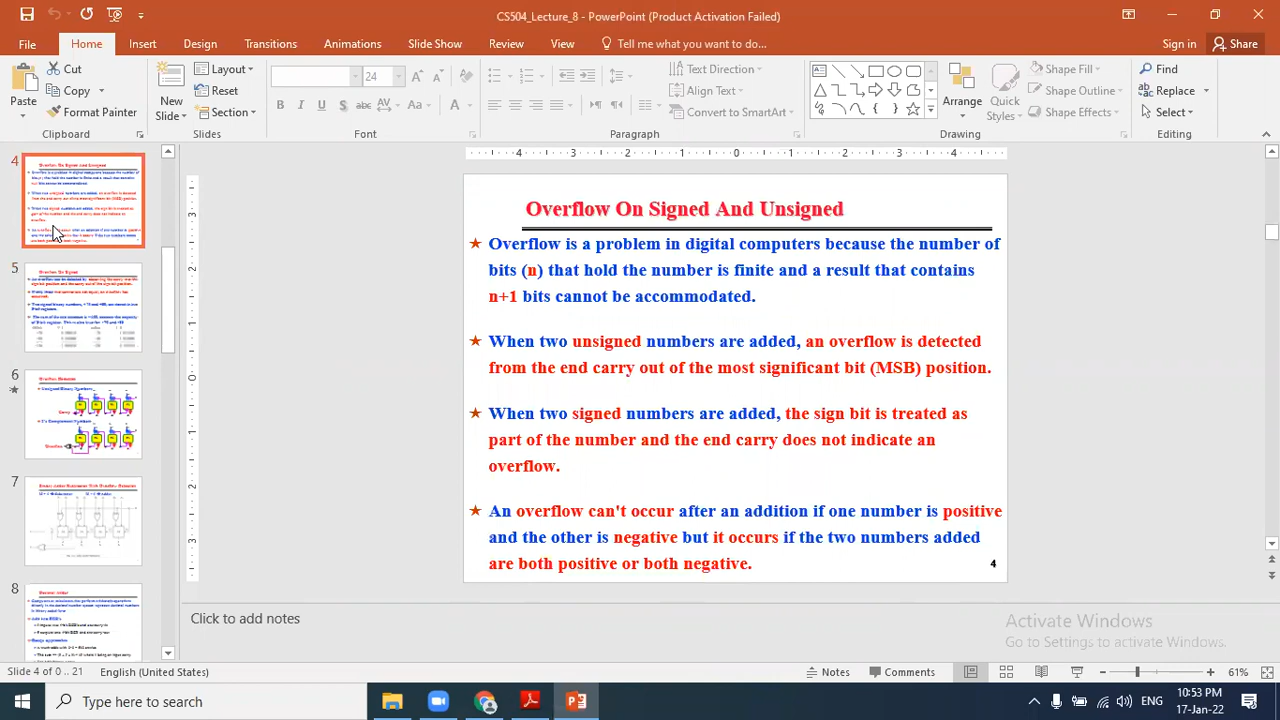 CS504_Lecture_8 - PowerPoint (Product Activation Failed)
File Home Insert Design Transitions Animations Slide Show Review View Tell me what you want to do... Sign in Share
Paste
Cut
Copy
Format Painter
Clipboard
New Slide
Layout
Reset
Section
Slides
24
B I U S abc AV Aa A
Font
Text Direction
Align Text
Convert to SmartArt
Paragraph
Arrange
Quick Styles
Shape Fill
Shape Outline
Shape Effects
Drawing
Find
Replace
Select
Editing
4
5
6
7
8
Overflow On Signed And Unsigned
Overflow is a problem in digital computers because the number of
bits (n) that hold the number is finite and a result that contains
n+1 bits cannot be accommodated.
When two unsigned numbers are added, an overflow is detected
from the end carry out of the most significant bit (MSB) position.
When two signed numbers are added, the sign bit is treated as
part of the number and the end carry does not indicate an
overflow.
An overflow can't occur after an addition if one number is positive
and the other is negative but it occurs if the two numbers added
are both positive or both negative.
4
Click to add notes
Activate Windows
Go to Settings to activate Windows.
Slide 4 of 0 .. 21 English (United States) Notes Comments 61%
Type here to search
ENG
10:53 PM
17-Jan-22